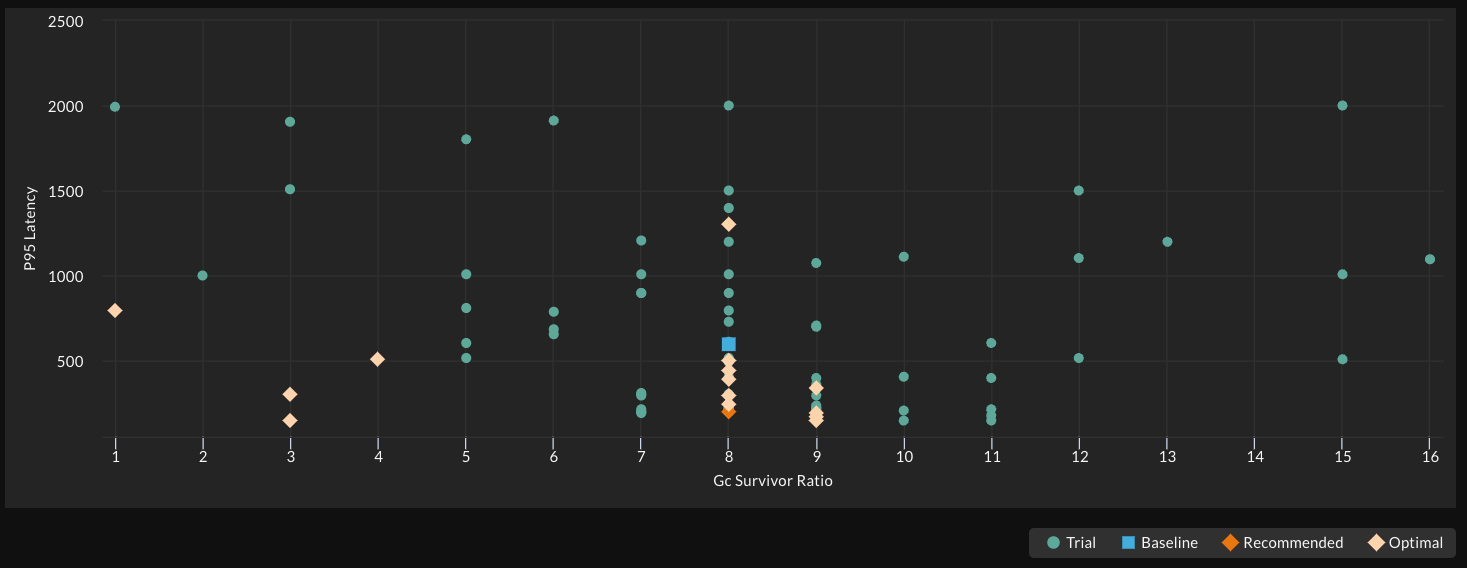 2500
2000
1500
1000
500
P95 Latency
1 2 3 4 5 6 7 8 9 10 11 12 13 14 15 16
Gc Survivor Ratio
Trial Baseline Recommended Optimal